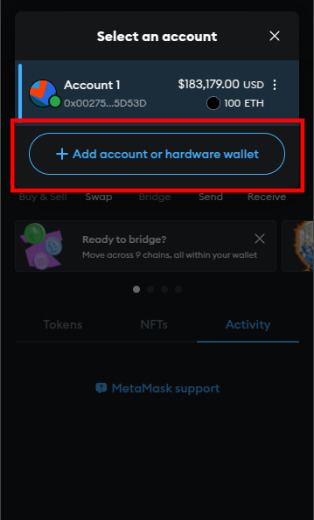 Select an account
Account 1
$183,179.00 USD
0x00275...5D53D
100 ETH
+ Add account or hardware wallet
Buy & Sell
Swap
Bridge
Send
Receive
Ready to bridge?
Move across 9 chains, all within your wallet
Tokens
NFTs
Activity
MetaMask support